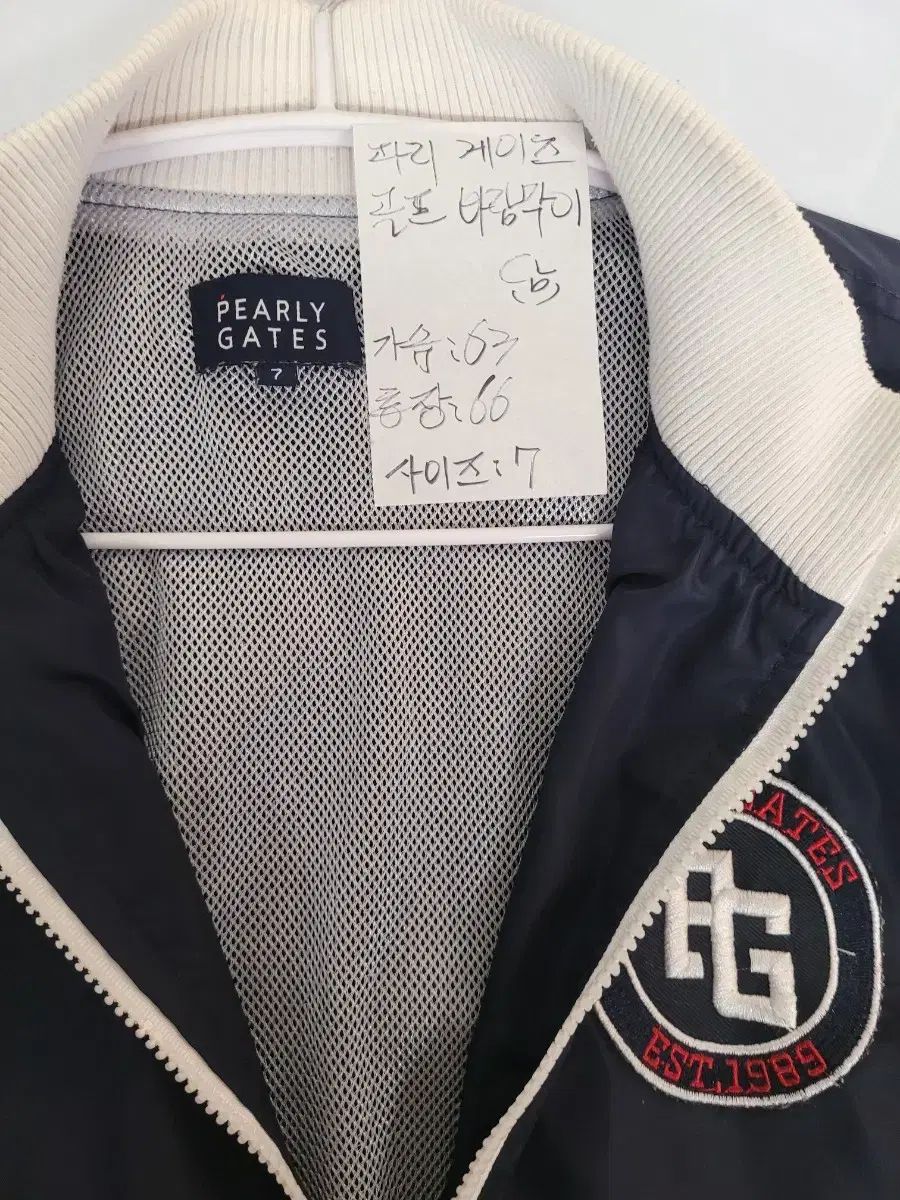 파리 게이츠
골프 바람막이
남
가슴:63
총장:66
사이즈:7
PEARLY
GATES
7
GATES
PG
EST.1989